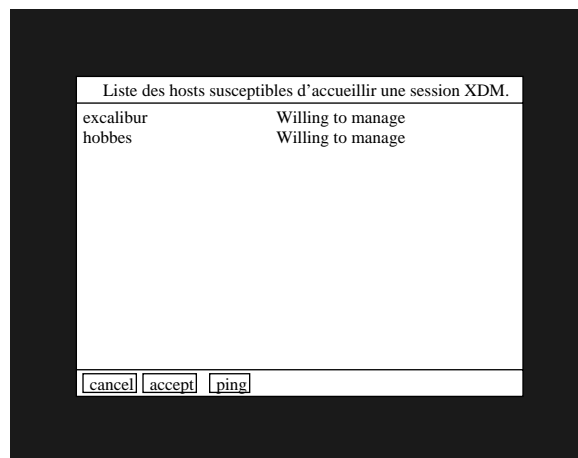 Liste des hosts susceptibles d'accueillir une session XDM.
excalibur Willing to manage
hobbes Willing to manage
cancel accept ping